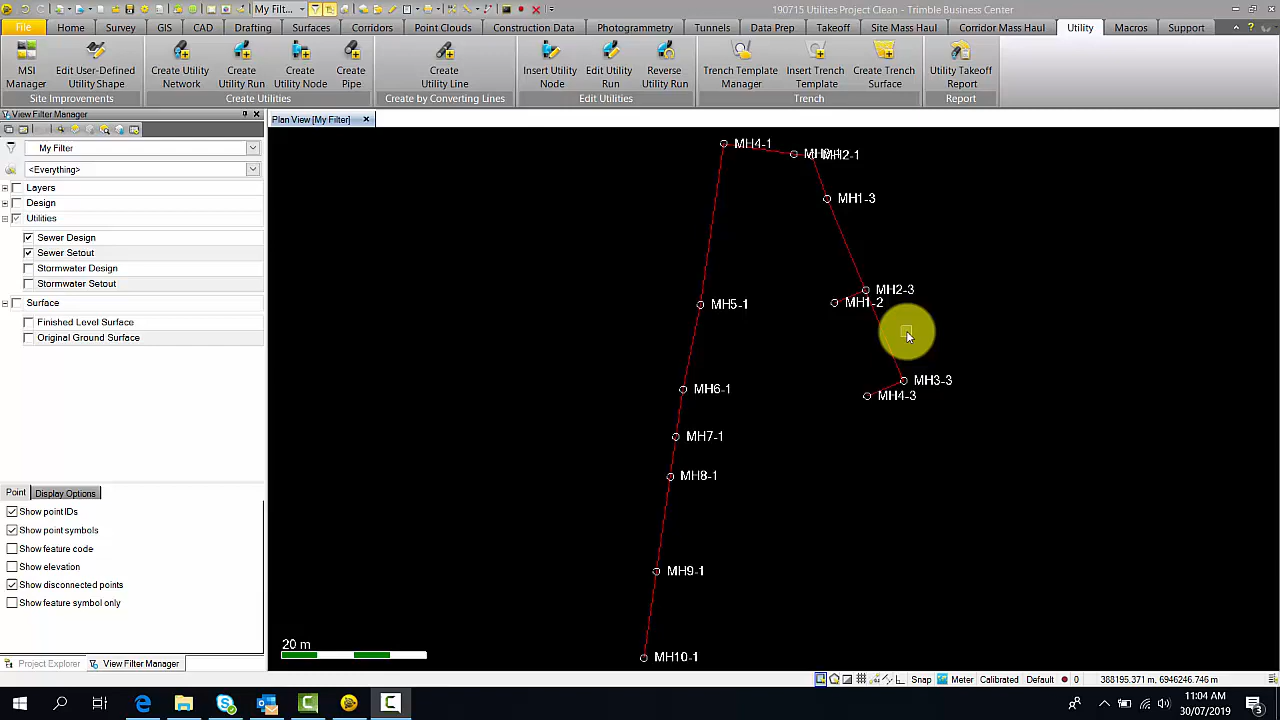 My Filt...
190715 Utilites Project Clean - Trimble Business Center
File Home Survey GIS CAD Drafting Surfaces Corridors Point Clouds Construction Data Photogrammetry Tunnels Data Prep Takeoff Site Mass Haul Corridor Mass Haul Utility Macros Support
MSI Manager
Edit User-Defined Utility Shape
Create Utility Network
Create Utility Run
Create Utility Node
Create Pipe
Create Utility Line
Insert Utility Node
Edit Utility Run
Reverse Utility Run
Trench Template Manager
Insert Trench Template
Create Trench Surface
Utility Takeoff Report
Site Improvements Create Utilities Create by Converting Lines Edit Utilities Trench Report
View Filter Manager
Plan View [My Filter]
My Filter
<Everything>
Layers
Design
Utilities
Sewer Design
Sewer Setout
Stormwater Design
Stormwater Setout
Surface
Finished Level Surface
Original Ground Surface
Point Display Options
Show point IDs
Show point symbols
Show feature code
Show elevation
Show disconnected points
Show feature symbol only
Project Explorer View Filter Manager
MH4-1
MH2-1
MH1-3
MH2-3
MH1-2
MH5-1
MH3-3
MH6-1
MH4-3
MH7-1
MH8-1
MH9-1
MH10-1
20 m
Snap Meter Calibrated Default 0 388195.371 m, 6946246.746 m
11:04 AM
30/07/2019
3